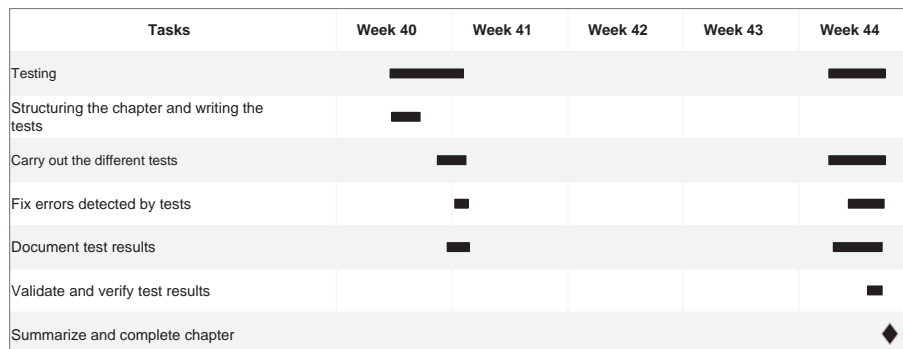 Tasks Week 40 Week 41 Week 42 Week 43 Week 44
Testing
Structuring the chapter and writing the
tests
Carry out the different tests
Fix errors detected by tests
Document test results
Validate and verify test results
Summarize and complete chapter